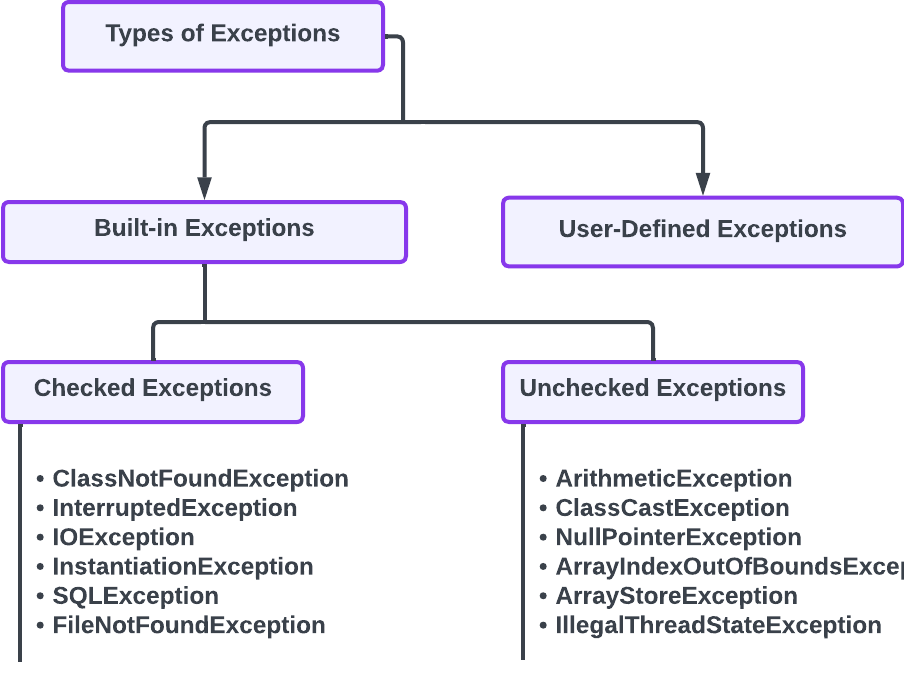 Types of Exceptions
Built-in Exceptions
User-Defined Exceptions
Checked Exceptions
• ClassNotFoundException
• InterruptedException
• IOException
• InstantiationException
• SQLException
• FileNotFoundException
Unchecked Exceptions
• ArithmeticException
• ClassCastException
• NullPointerException
• ArrayIndexOutOfBoundsExcep
• ArrayStoreException
• IllegalThreadStateException